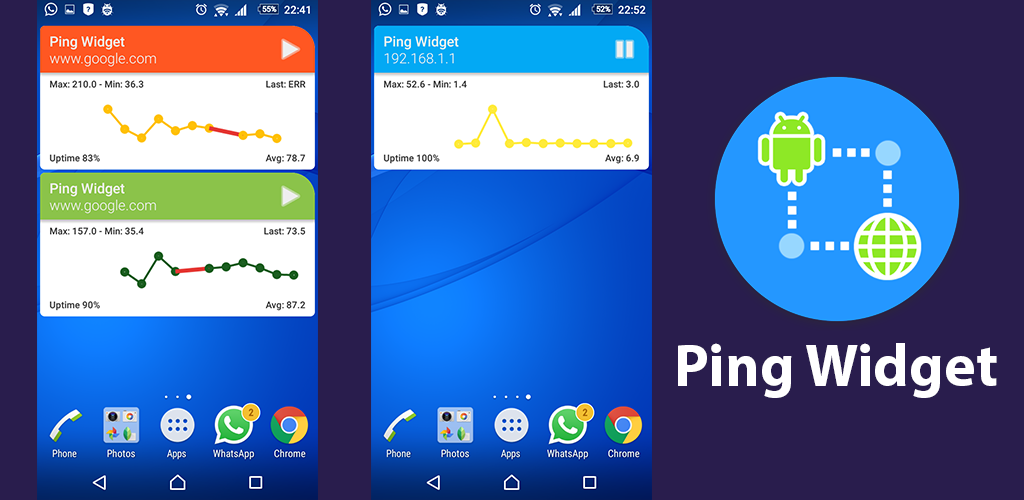 55% 22:41
Ping Widget
www.google.com
Max: 210.0 - Min: 36.3 Last: ERR
Uptime 83% Avg: 78.7
Ping Widget
www.google.com
Max: 157.0 - Min: 35.4 Last: 73.5
Uptime 90% Avg: 87.2
2
Phone Photos Apps WhatsApp Chrome
52% 22:52
Ping Widget
192.168.1.1
Max: 52.6 - Min: 1.4 Last: 3.0
Uptime 100% Avg: 6.9
2
Phone Photos Apps WhatsApp Chrome
Ping Widget